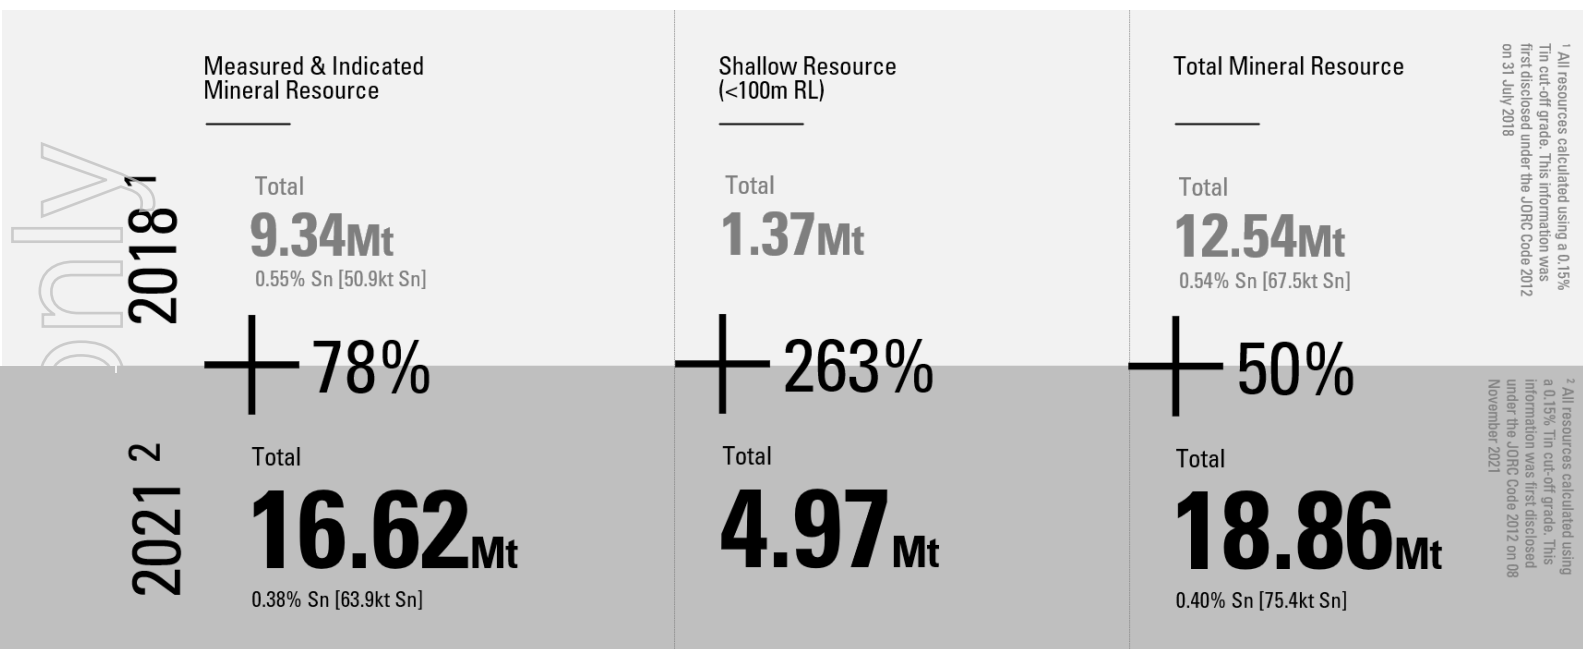 Measured & Indicated
Mineral Resource
Shallow Resource
(<100m RL)
Total Mineral Resource
only
2018 1
Total
9.34Mt
0.55% Sn [50.9kt Sn]
Total
1.37Mt
Total
12.54Mt
0.54% Sn [67.5kt Sn]
1 All resources calculated using a 0.15%
Tin cut-off grade. This information was
first disclosed under the JORC Code 2012
on 31 July 2018
+78%
+263%
+50%
2021 2
Total
16.62Mt
0.38% Sn [63.9kt Sn]
Total
4.97Mt
Total
18.86Mt
0.40% Sn [75.4kt Sn]
2 All resources calculated using
a 0.15% Tin cut-off grade. This
information was first disclosed
under the JORC Code 2012 on 08
November 2021